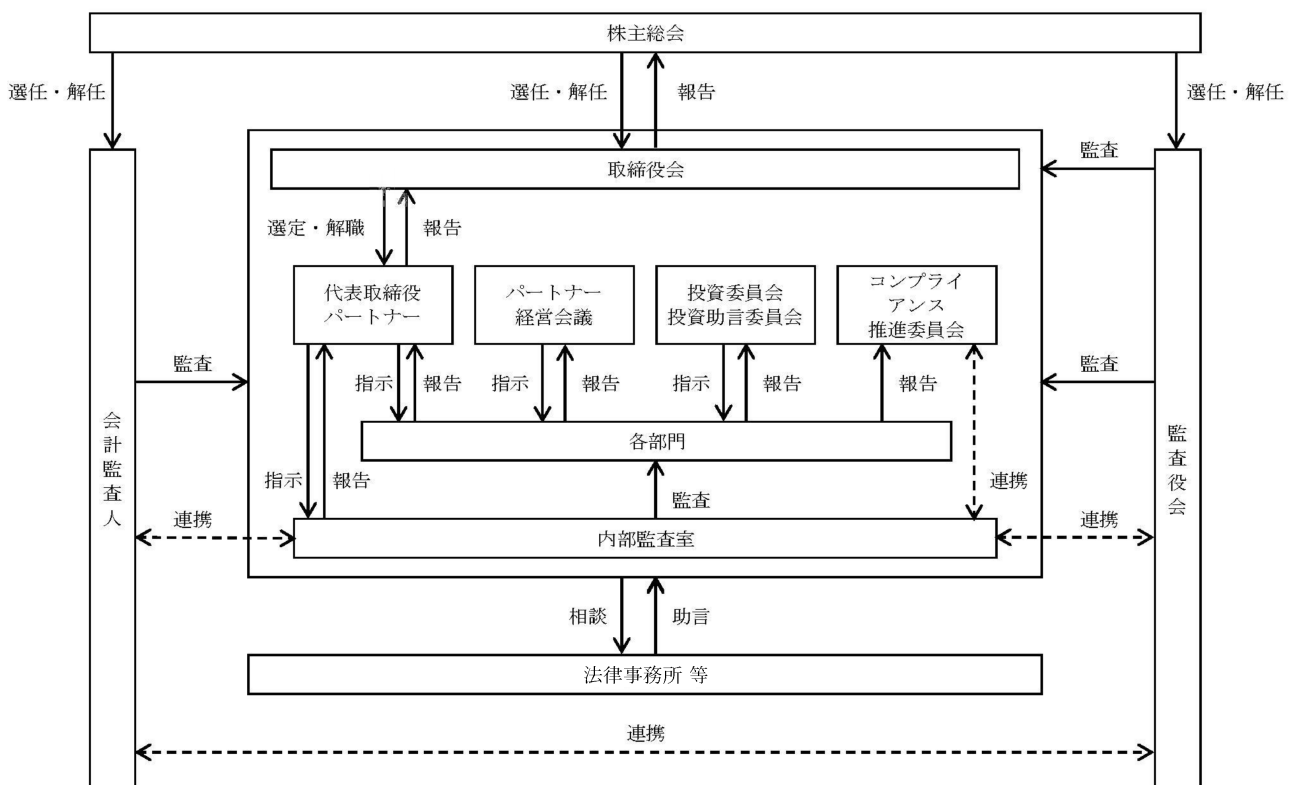 株主総会
選任・解任
選任・解任
報告
選任・解任
取締役会
監査
選定・解職
報告
代表取締役
パートナー
パートナー
経営会議
投資委員会
投資助言委員会
コンプライ
アンス
推進委員会
監査
指示
報告
指示
報告
指示
報告
報告
監査
会計監査人
各部門
監査役会
指示
報告
監査
連携
連携
内部監査室
連携
相談
助言
法律事務所 等
連携